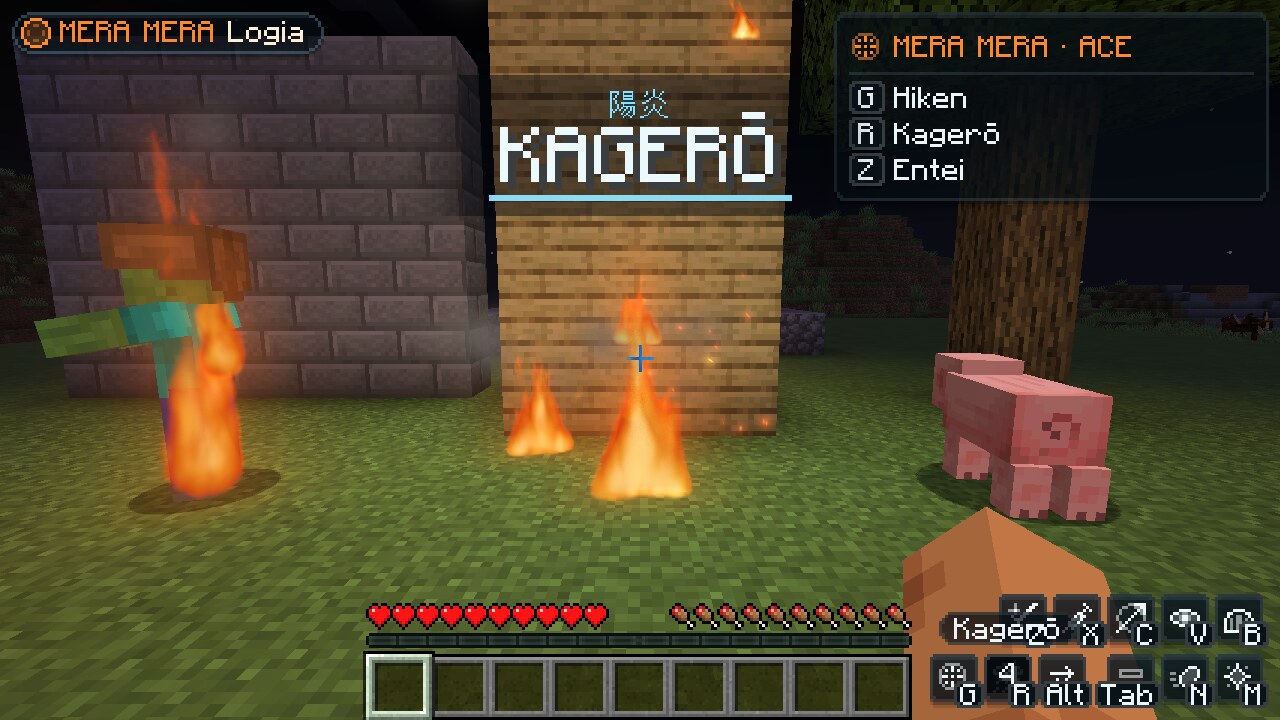 MERA MERA Logia
MERA MERA · ACE
G Hiken
R Kagerō
Z Entei
陽炎
KAGERŌ
Kagerō
Z X C V B
G R Alt Tab N M